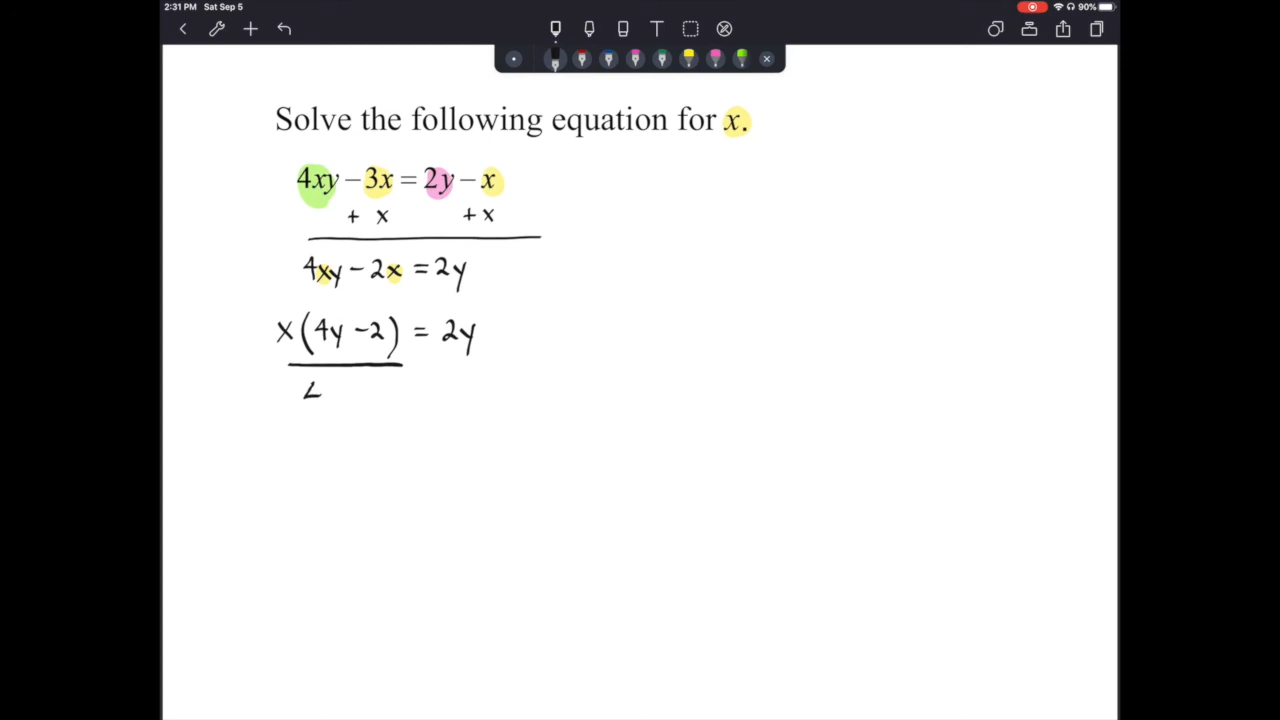 2:31 PM Sat Sep 5 90%
T
Solve the following equation for x.
4xy – 3x = 2y – x
+ x + x
4xy – 2x = 2y
x(4y – 2) = 2y